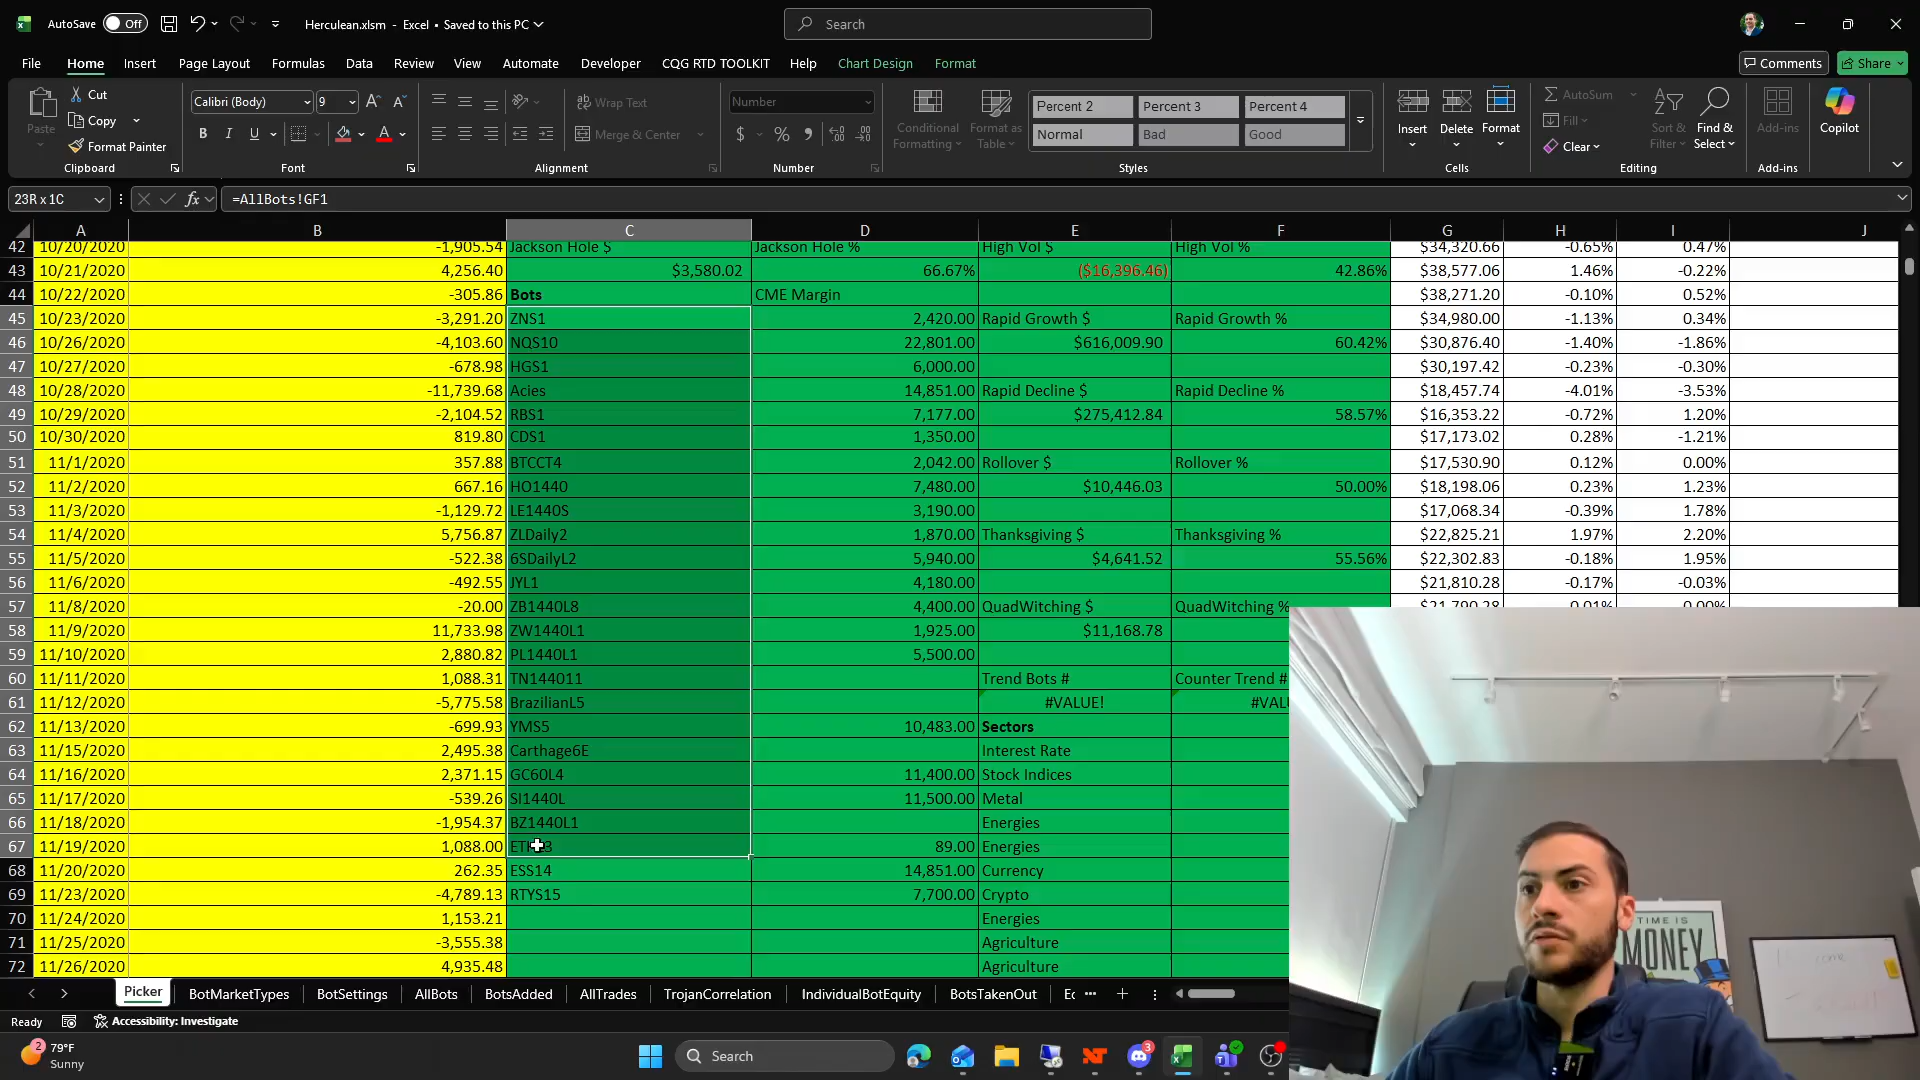 AutoSave Off Herculean.xlsm - Excel • Saved to this PC Search
File Home Insert Page Layout Formulas Data Review View Automate Developer CQG RTD TOOLKIT Help Chart Design Format Comments Share
Cut Calibri (Body) 9 Wrap Text Number Percent 2 Percent 3 Percent 4 AutoSum
Paste Copy Conditional Formatting Format as Table Insert Delete Format Fill Sort & Filter Find & Select Add-ins Copilot
Format Painter B I U Merge & Center $ % Normal Bad Good Clear
Clipboard Font Alignment Number Styles Cells Editing Add-ins
23R x 1C fx =AllBots!GF1
A B C D E F G H I J
42 10/20/2020 -1,905.54 Jackson Hole $ Jackson Hole % High Vol $ High Vol % $34,320.66 -0.65% 0.47%
43 10/21/2020 4,256.40 $3,580.02 66.67% ($16,396.46) 42.86% $38,577.06 1.46% -0.22%
44 10/22/2020 -305.86 Bots CME Margin $38,271.20 -0.10% 0.52%
45 10/23/2020 -3,291.20 ZNS1 2,420.00 Rapid Growth $ Rapid Growth % $34,980.00 -1.13% 0.34%
46 10/26/2020 -4,103.60 NQS10 22,801.00 $616,009.90 60.42% $30,876.40 -1.40% -1.86%
47 10/27/2020 -678.98 HGS1 6,000.00 $30,197.42 -0.23% -0.30%
48 10/28/2020 -11,739.68 Acies 14,851.00 Rapid Decline $ Rapid Decline % $18,457.74 -4.01% -3.53%
49 10/29/2020 -2,104.52 RBS1 7,177.00 $275,412.84 58.57% $16,353.22 -0.72% 1.20%
50 10/30/2020 819.80 CDS1 1,350.00 $17,173.02 0.28% -1.21%
51 11/1/2020 357.88 BTCCT4 2,042.00 Rollover $ Rollover % $17,530.90 0.12% 0.00%
52 11/2/2020 667.16 HO1440 7,480.00 $10,446.03 50.00% $18,198.06 0.23% 1.23%
53 11/3/2020 -1,129.72 LE1440S 3,190.00 $17,068.34 -0.39% 1.78%
54 11/4/2020 5,756.87 ZLDaily2 1,870.00 Thanksgiving $ Thanksgiving % $22,825.21 1.97% 2.20%
55 11/5/2020 -522.38 6SDailyL2 5,940.00 $4,641.52 55.56% $22,302.83 -0.18% 1.95%
56 11/6/2020 -492.55 JYL1 4,180.00 $21,810.28 -0.17% -0.03%
57 11/8/2020 -20.00 ZB1440L8 4,400.00 QuadWitching $ QuadWitching % $21,790.28 0.00%
58 11/9/2020 11,733.98 ZW1440L1 1,925.00 $11,168.78
59 11/10/2020 2,880.82 PL1440L1 5,500.00
60 11/11/2020 1,088.31 TN144011 Trend Bots # Counter Trend #
61 11/12/2020 -5,775.58 BrazilianL5 #VALUE! #VALU
62 11/13/2020 -699.93 YMS5 10,483.00 Sectors
63 11/15/2020 2,495.38 Carthage6E Interest Rate
64 11/16/2020 2,371.15 GC60L4 11,400.00 Stock Indices
65 11/17/2020 -539.26 SI1440L 11,500.00 Metal
66 11/18/2020 -1,954.37 BZ1440L1 Energies
67 11/19/2020 1,088.00 89.00 Energies
68 11/20/2020 262.35 ESS14 14,851.00 Currency
69 11/23/2020 -4,789.13 RTYS15 7,700.00 Crypto
70 11/24/2020 1,153.21 Energies
71 11/25/2020 -3,555.38 Agriculture
72 11/26/2020 4,935.48 Agriculture
TIME IS
MONEY
Picker BotMarketTypes BotSettings AllBots BotsAdded AllTrades TrojanCorrelation IndividualBotEquity BotsTakenOut Ec
Ready Accessibility: Investigate
2 79°F
Sunny
Search 3